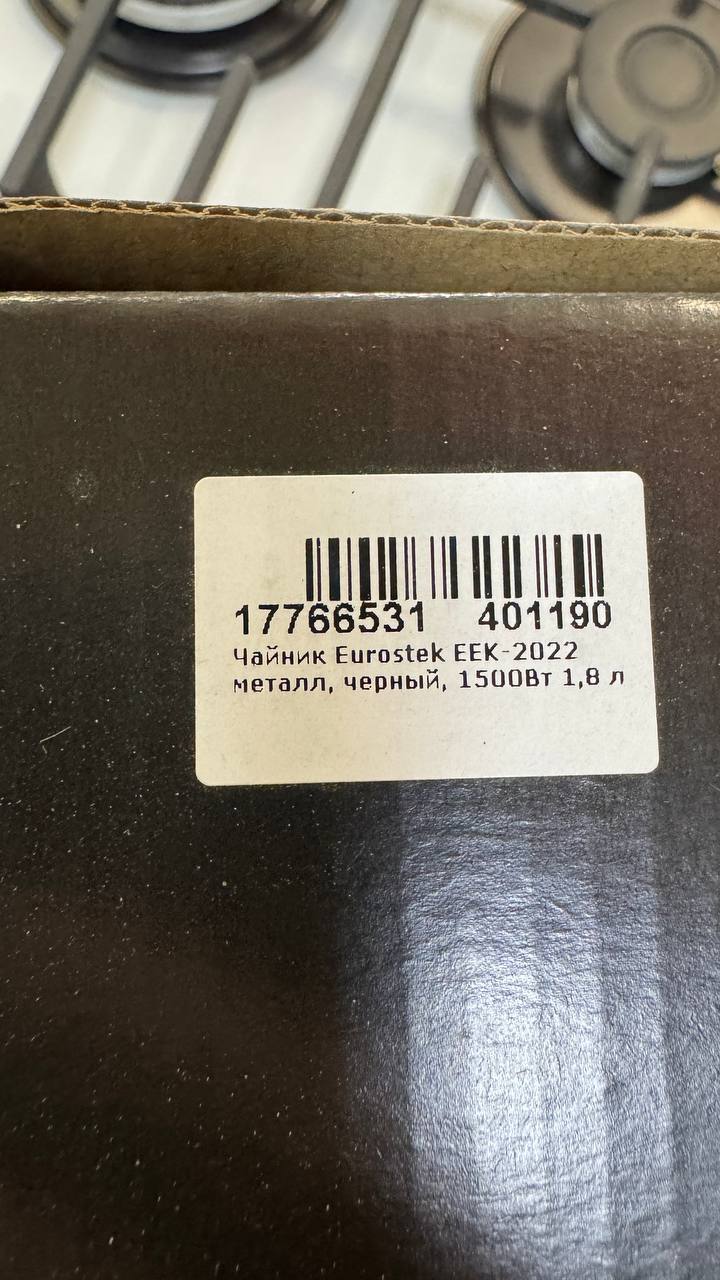 17766531 401190
Чайник Eurostek EEK-2022
металл, черный, 1500Вт 1,8 л